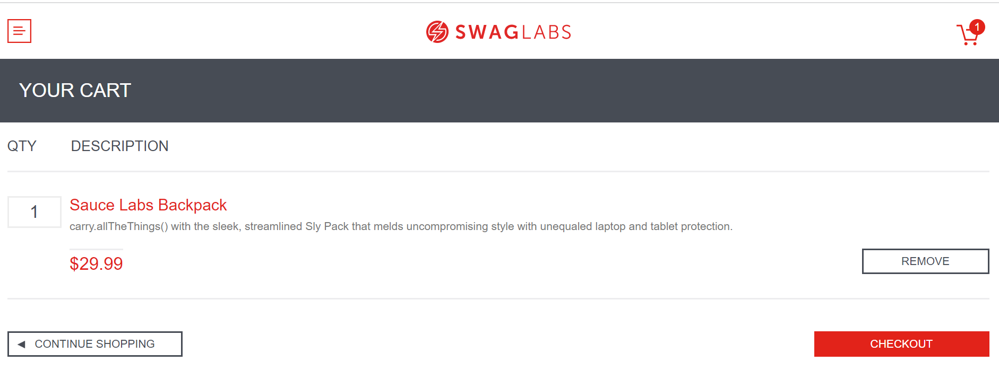 SWAGLABS
1
YOUR CART
QTY DESCRIPTION
1
Sauce Labs Backpack
carry.allTheThings() with the sleek, streamlined Sly Pack that melds uncompromising style with unequaled laptop and tablet protection.
$29.99
REMOVE
CONTINUE SHOPPING
CHECKOUT